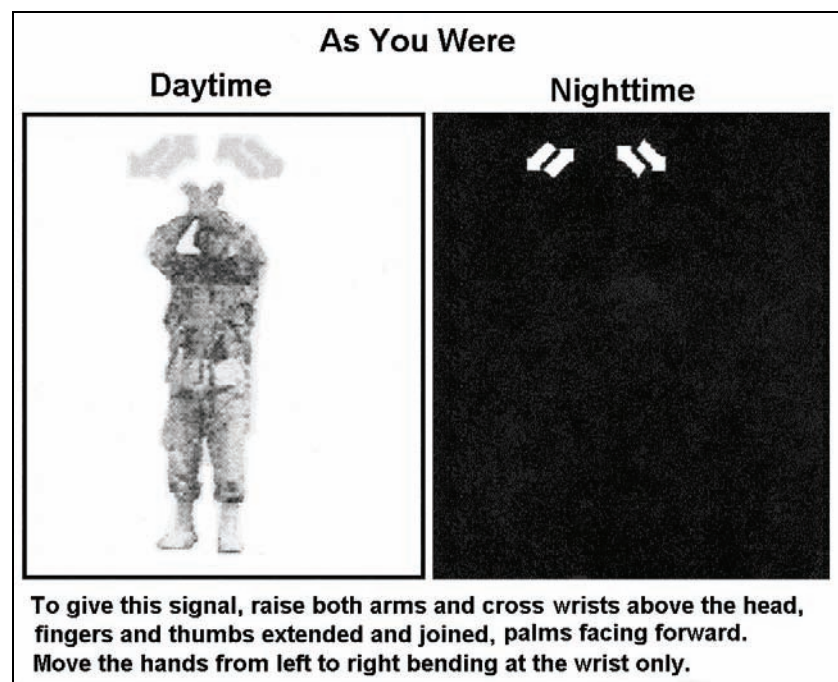 As You Were
Daytime
Nighttime
To give this signal, raise both arms and cross wrists above the head,
fingers and thumbs extended and joined, palms facing forward.
Move the hands from left to right bending at the wrist only.